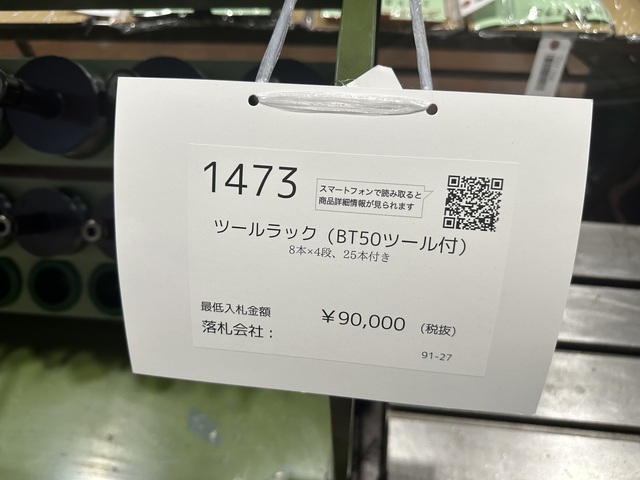 1473
スマートフォンで読み取ると
商品詳細情報が見られます
ツールラック（BT50ツール付）
8本×4段、25本付き
最低入札金額
￥90,000 （税抜）
落札会社：
91-27